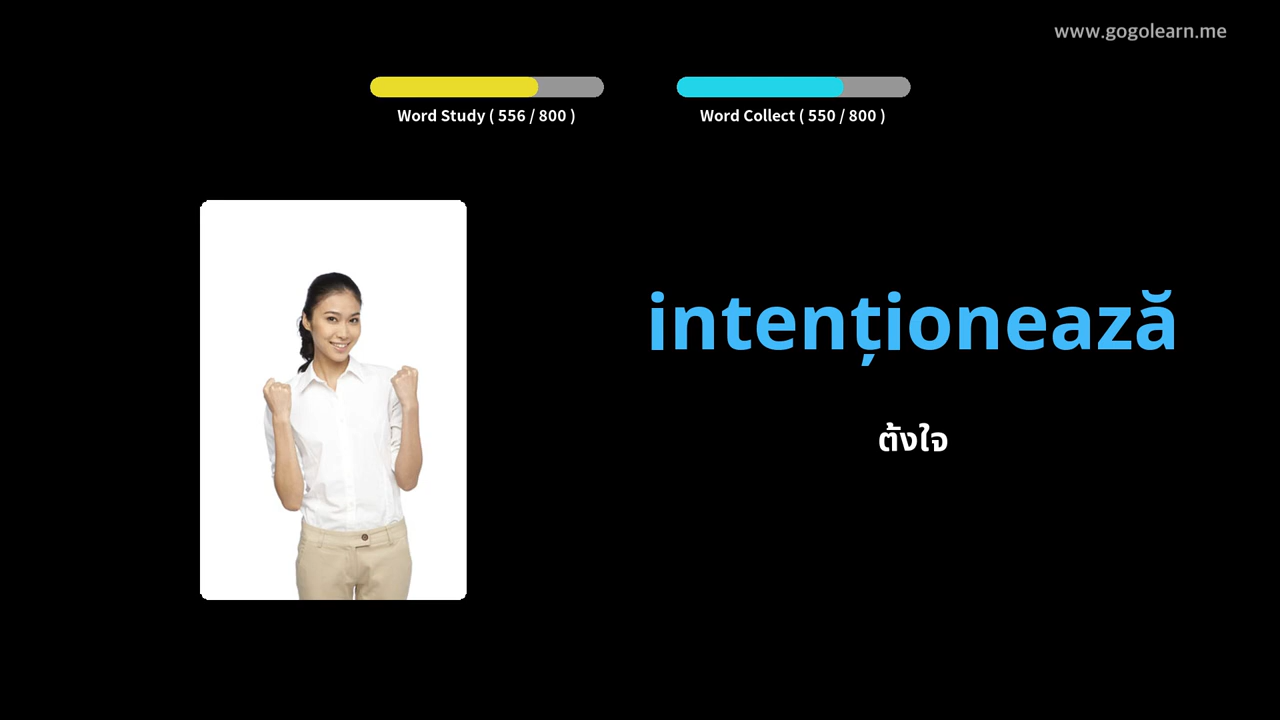 www.gogolearn.me
Word Study ( 556 / 800 )
Word Collect ( 550 / 800 )
intenționează
ตั้งใจ